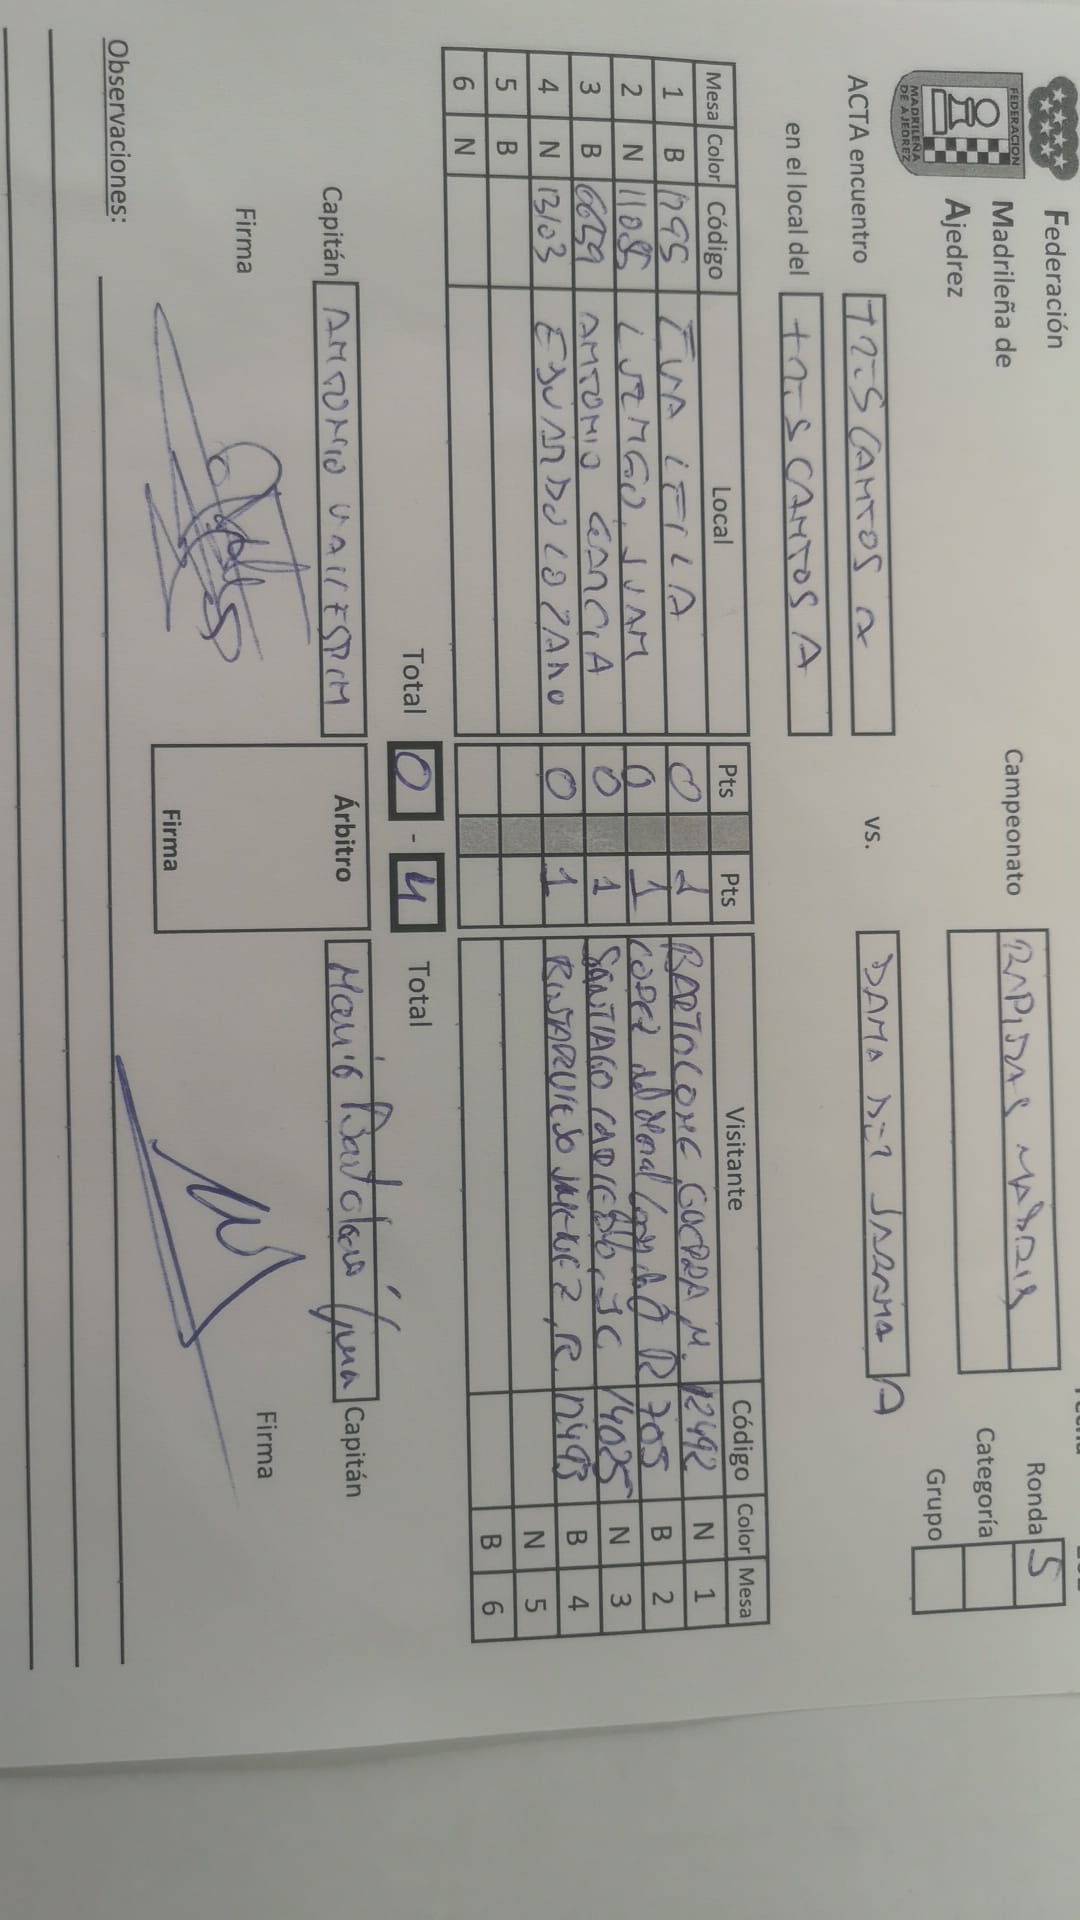 Federación
Madrileña de
Ajedrez
FEDERACION
MADRILEÑA
DE AJEDREZ
Campeonato RAPIDAS MADRID
Ronda 5
Categoría
Grupo
ACTA encuentro TRES CANTOS A vs. DAMA DEL JARAMA A
en el local del TRES CANTOS A
Mesa Color Código Local Pts Pts Visitante Código Color Mesa
1 B 1795 EVA LEILA 0 1 BARTOLOME GUERRA, M. 12492 N 1
2 N 11085 LUENGO, JUAN 0 1 LOPEZ del Moral R 705 B 2
3 B 6659 ANTONIO GARCIA 0 1 SANTIAGO CADIERNO, JC 14025 N 3
4 N 13103 EDUARDO LOZANO 0 1 JIMENEZ, R. 12493 B 4
5 B N 5
6 N B 6
Total 0 - 4 Total
Capitán ANTONIO VALLESPIN Árbitro Mario Bartolomé Guerra Capitán
Firma Firma
Firma
Observaciones: